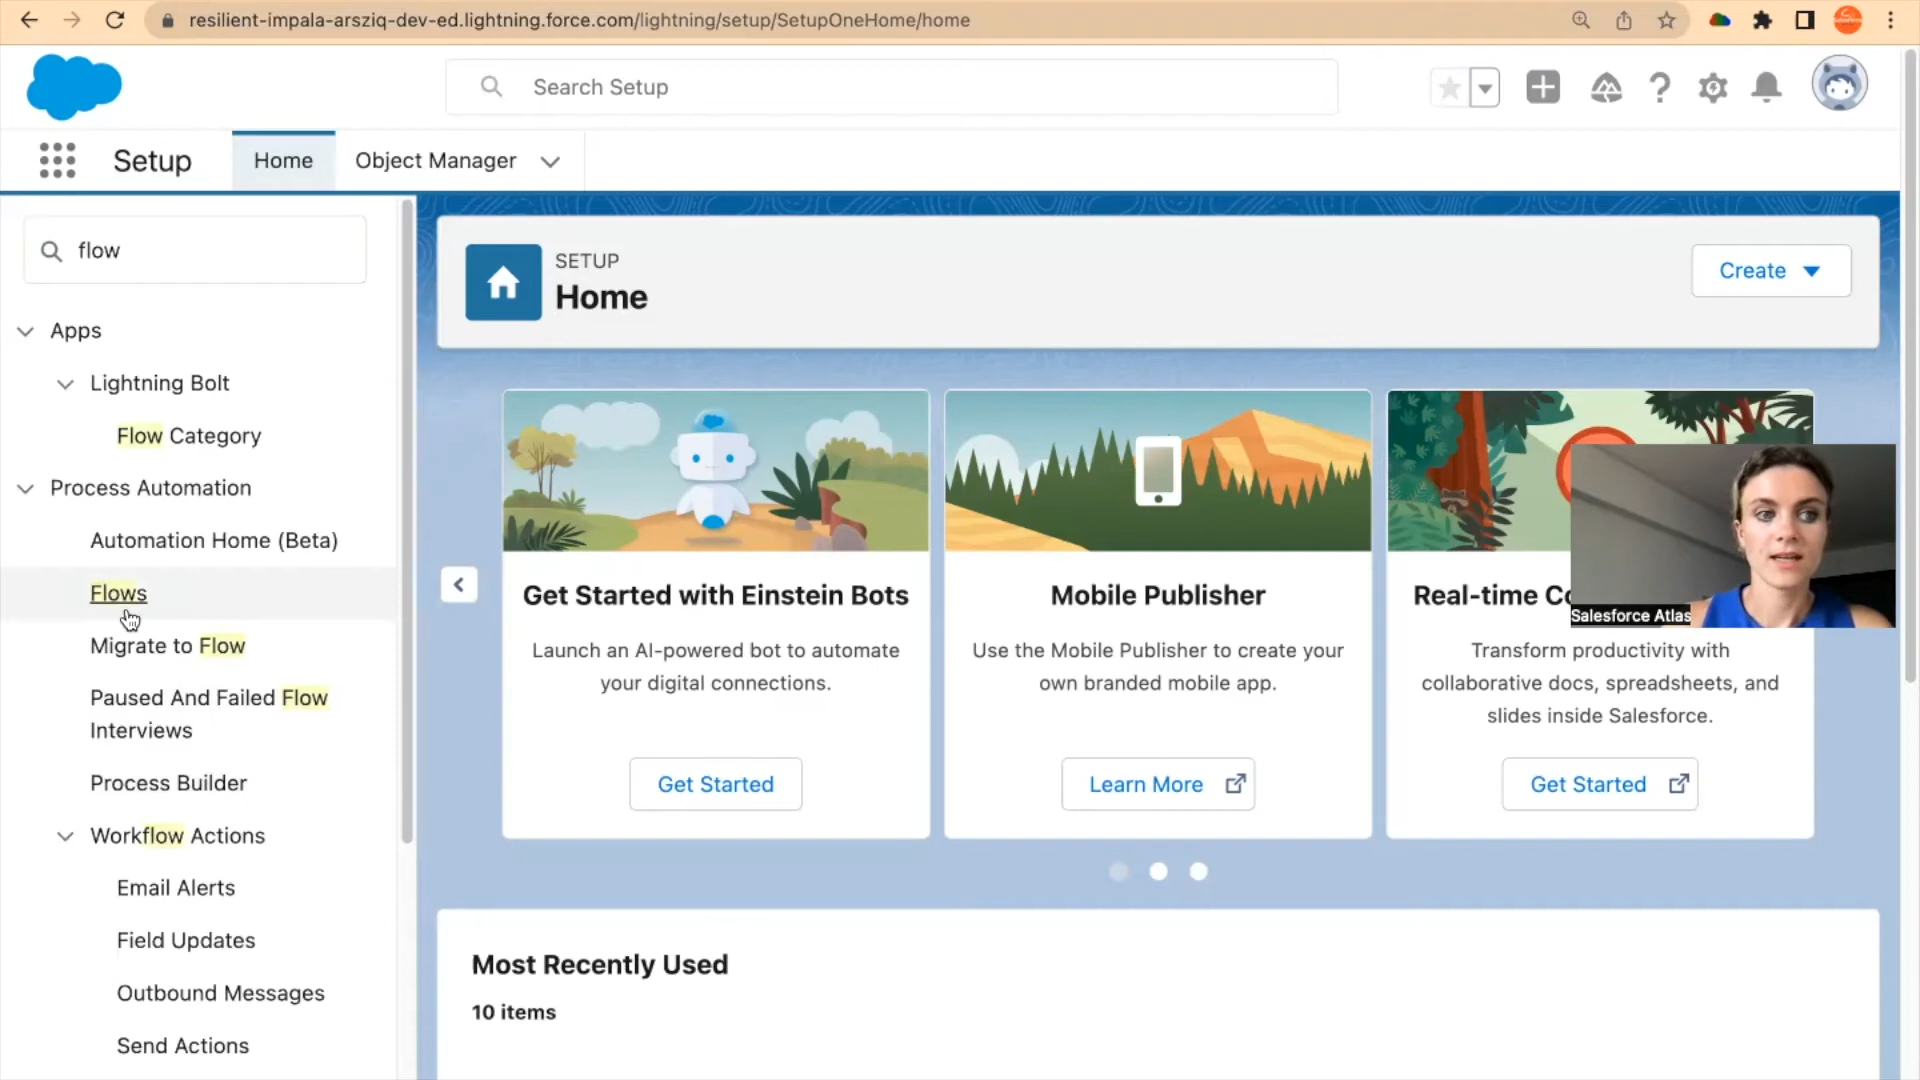 resilient-impala-arsziq-dev-ed.lightning.force.com/lightning/setup/SetupOneHome/home
Search Setup
Setup
Home
Object Manager
flow
Apps
Lightning Bolt
Flow Category
Process Automation
Automation Home (Beta)
Flows
Migrate to Flow
Paused And Failed Flow
Interviews
Process Builder
Workflow Actions
Email Alerts
Field Updates
Outbound Messages
Send Actions
SETUP
Home
Create
Get Started with Einstein Bots
Launch an AI-powered bot to automate
your digital connections.
Get Started
Mobile Publisher
Use the Mobile Publisher to create your
own branded mobile app.
Learn More
Real-time Co
Transform productivity with
collaborative docs, spreadsheets, and
slides inside Salesforce.
Get Started
Salesforce Atlas
Most Recently Used
10 items